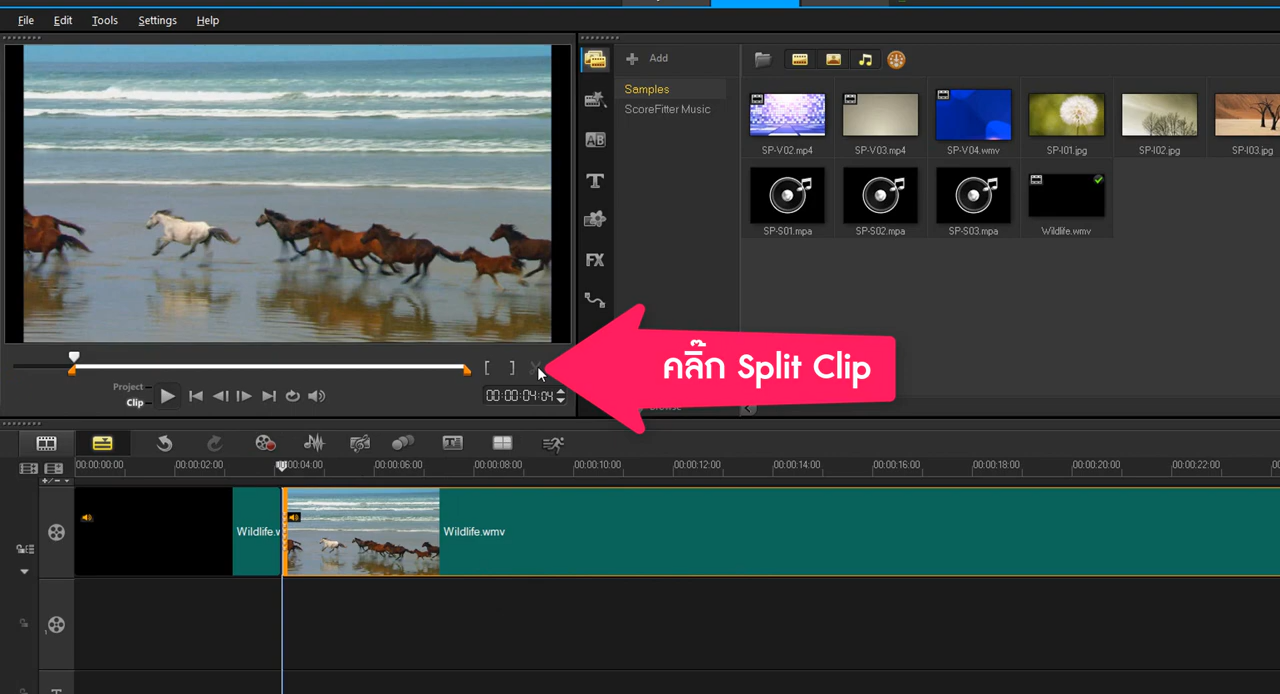 File Edit Tools Settings Help
Add
Samples
ScoreFitter Music
SP-V02.mp4 SP-V03.mp4 SP-V04.wmv SP-I01.jpg SP-I02.jpg SP-I03.jpg
SP-S01.mpa SP-S02.mpa SP-S03.mpa Wildlife.wmv
AB
T
FX
คลิ๊ก Split Clip
[ ]
Project
Clip
00:00:04:04
Browse
00:00:00:00 00:00:02:00 00:00:04:00 00:00:06:00 00:00:08:00 00:00:10:00 00:00:12:00 00:00:14:00 00:00:16:00 00:00:18:00 00:00:20:00 00:00:22:00
Wildlife.w Wildlife.wmv
1